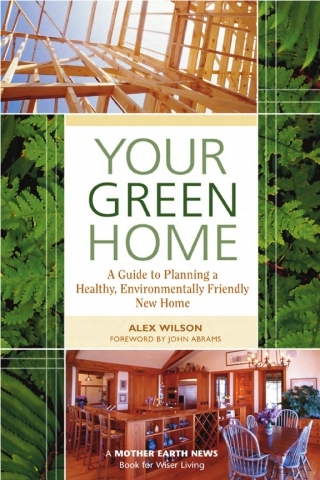 YOUR
GREEN
HOME
A Guide to Planning a
Healthy, Environmentally Friendly
New Home
ALEX WILSON
FOREWORD BY JOHN ABRAMS
A MOTHER EARTH NEWS
Book for Wiser Living